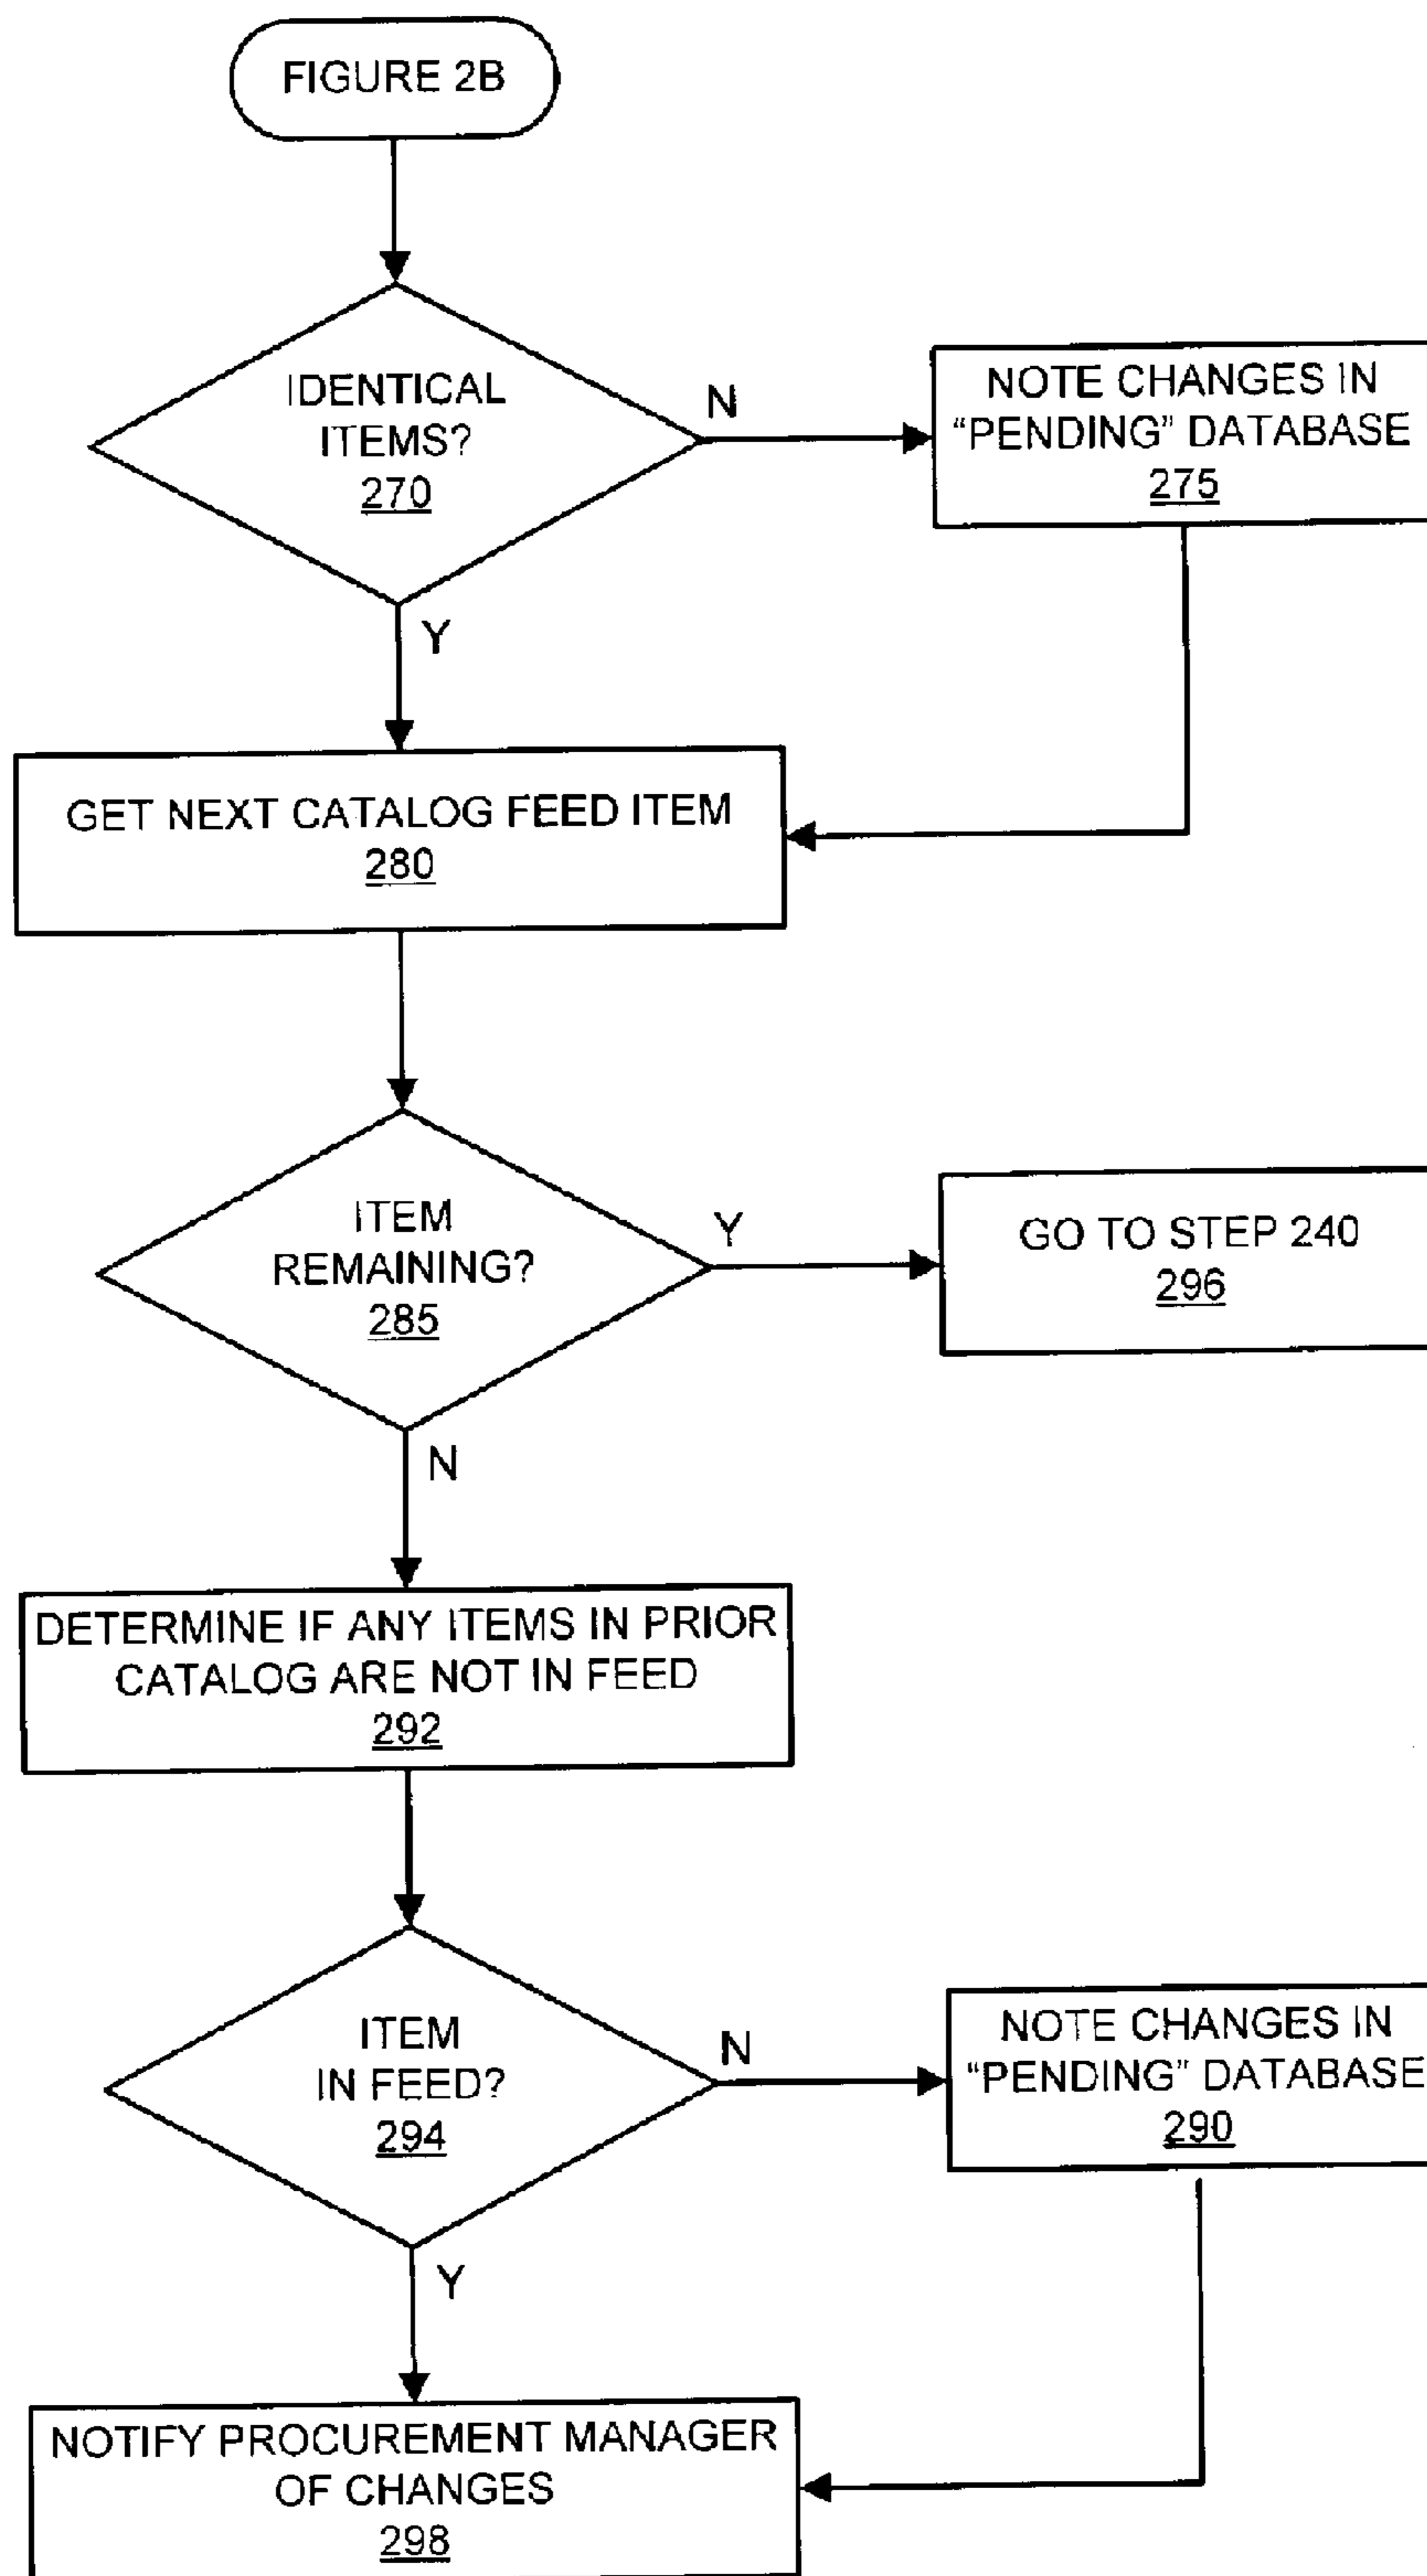 FIGURE 2B
IDENTICAL
ITEMS?
270
N
NOTE CHANGES IN
“PENDING” DATABASE
275
Y
GET NEXT CATALOG FEED ITEM
280
ITEM
REMAINING?
285
Y
GO TO STEP 240
296
N
DETERMINE IF ANY ITEMS IN PRIOR
CATALOG ARE NOT IN FEED
292
ITEM
IN FEED?
294
N
NOTE CHANGES IN
“PENDING” DATABASE
290
Y
NOTIFY PROCUREMENT MANAGER
OF CHANGES
298